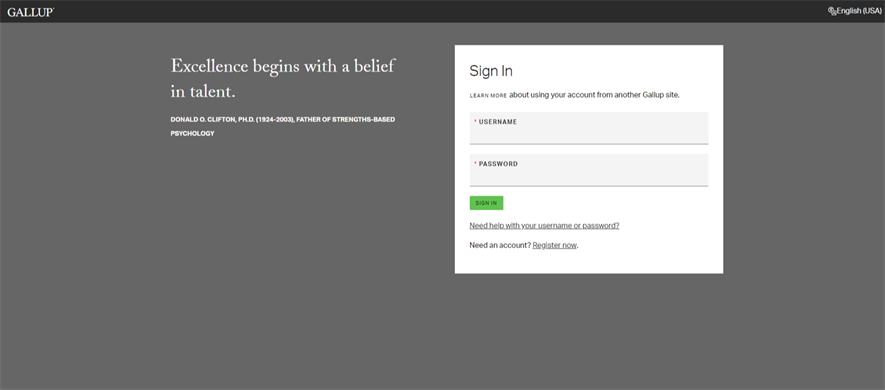 GALLUP®
English (USA)
Excellence begins with a belief
in talent.
DONALD O. CLIFTON, PH.D. (1924-2003), FATHER OF STRENGTHS-BASED
PSYCHOLOGY
Sign In
LEARN MORE about using your account from another Gallup site.
* USERNAME
* PASSWORD
SIGN IN
Need help with your username or password?
Need an account? Register now.